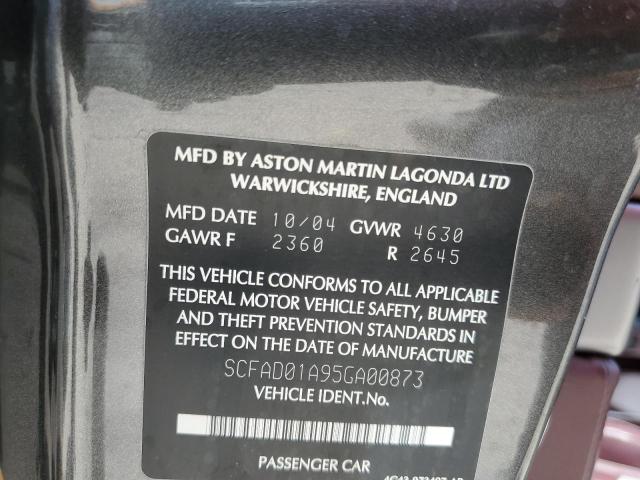 MFD BY ASTON MARTIN LAGONDA LTD
WARWICKSHIRE, ENGLAND
MFD DATE 10/04 GVWR 4630
GAWR F 2360 R 2645
THIS VEHICLE CONFORMS TO ALL APPLICABLE
FEDERAL MOTOR VEHICLE SAFETY, BUMPER
AND THEFT PREVENTION STANDARDS IN
EFFECT ON THE DATE OF MANUFACTURE.
SCFAD01A95GA00873
VEHICLE IDENT.No.
PASSENGER CAR